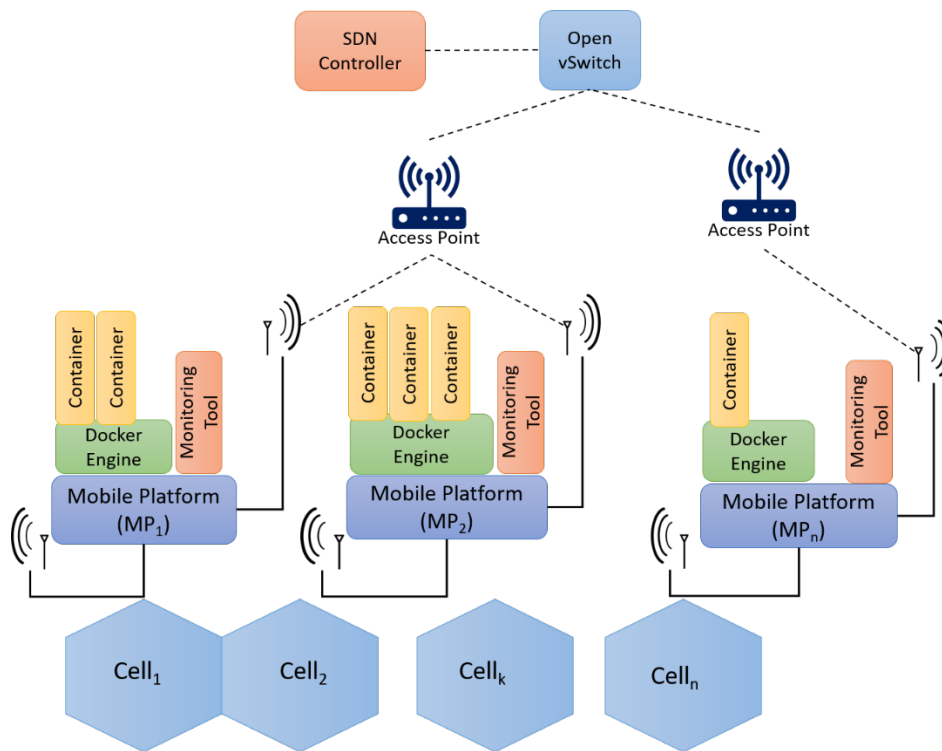 SDN
Controller
Open
vSwitch
Access Point
Access Point
Container
Container
Docker
Engine
Monitoring
Tool
Mobile Platform
(MP₁)
Container
Container
Container
Docker
Engine
Monitoring
Tool
Mobile Platform
(MP₂)
Container
Docker
Engine
Monitoring
Tool
Mobile Platform
(MPₙ)
Cell₁
Cell₂
Cellₖ
Cellₙ